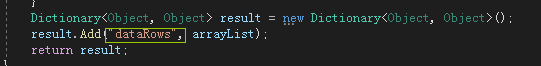 }
Dictionary<Object, Object> result = new Dictionary<Object, Object>();
result.Add("dataRows", arrayList);
return result;